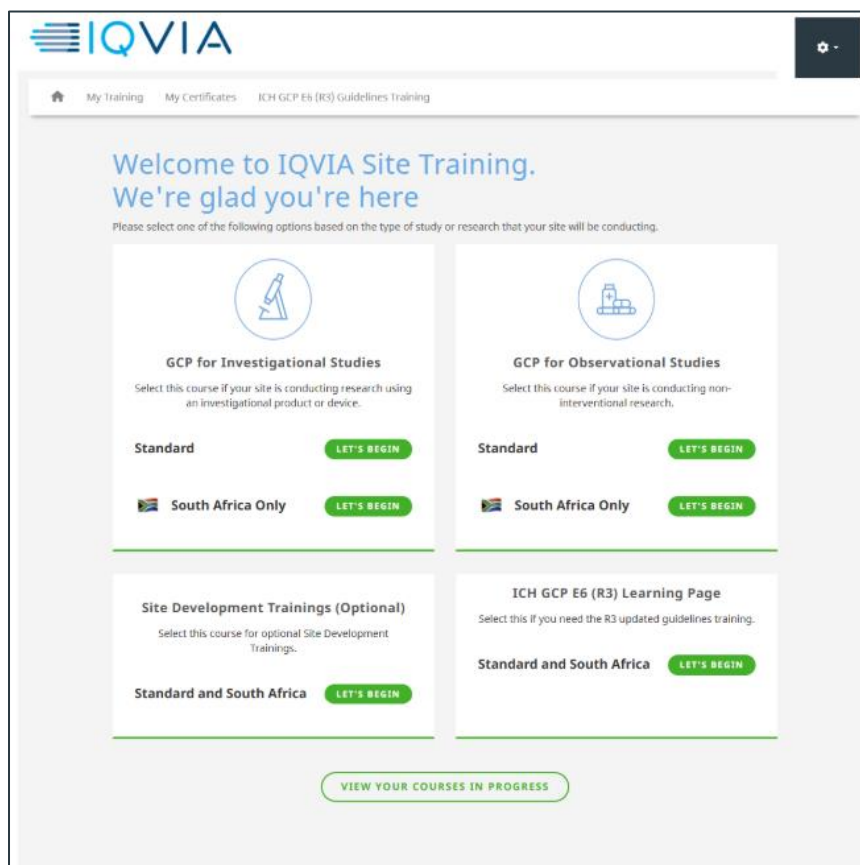 IQVIA
My Training My Certificates ICH GCP E6 (R3) Guidelines Training
Welcome to IQVIA Site Training.
We're glad you're here
Please select one of the following options based on the type of study or research that your site will be conducting.
GCP for Investigational Studies
Select this course if your site is conducting research using
an investigational product or device.
Standard LET'S BEGIN
South Africa Only LET'S BEGIN
GCP for Observational Studies
Select this course if your site is conducting non-
interventional research.
Standard LET'S BEGIN
South Africa Only LET'S BEGIN
Site Development Trainings (Optional)
Select this course for optional Site Development
Trainings.
Standard and South Africa LET'S BEGIN
ICH GCP E6 (R3) Learning Page
Select this if you need the R3 updated guidelines training.
Standard and South Africa LET'S BEGIN
VIEW YOUR COURSES IN PROGRESS